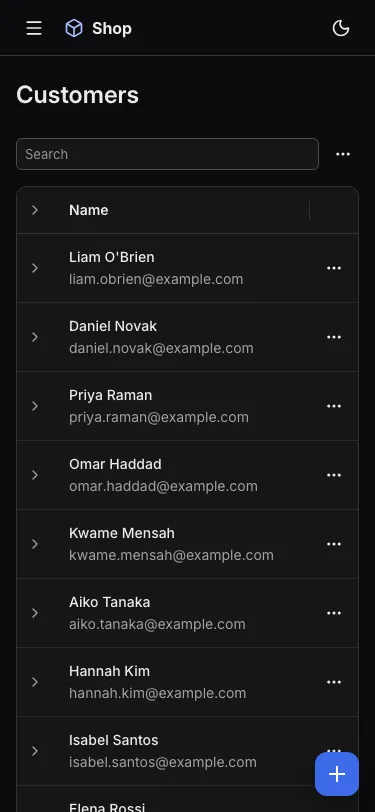 Shop
Customers
Search
Name
Liam O'Brien
liam.obrien@example.com
Daniel Novak
daniel.novak@example.com
Priya Raman
priya.raman@example.com
Omar Haddad
omar.haddad@example.com
Kwame Mensah
kwame.mensah@example.com
Aiko Tanaka
aiko.tanaka@example.com
Hannah Kim
hannah.kim@example.com
Isabel Santos
isabel.santos@example.com
Elena Rossi